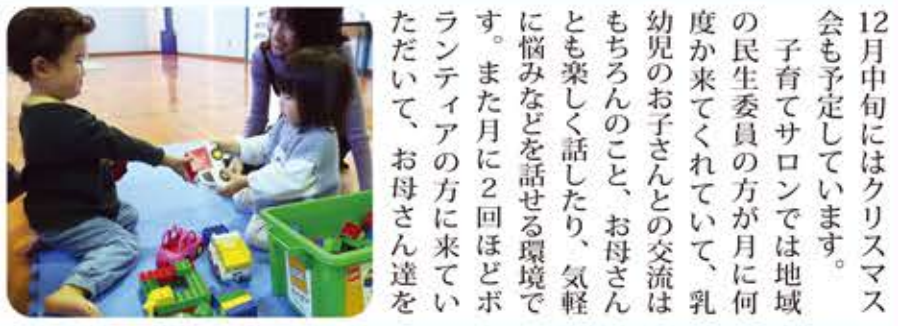 12月中旬にはクリスマス
会も予定しています。
　子育てサロンでは地域
の民生委員の方が月に何
度か来てくれていて、乳
幼児のお子さんとの交流は
もちろんのこと、お母さん
とも楽しく話したり、気軽
に悩みなどを話せる環境で
す。また月に2回ほどボ
ランティアの方に来てい
ただいて、お母さん達を